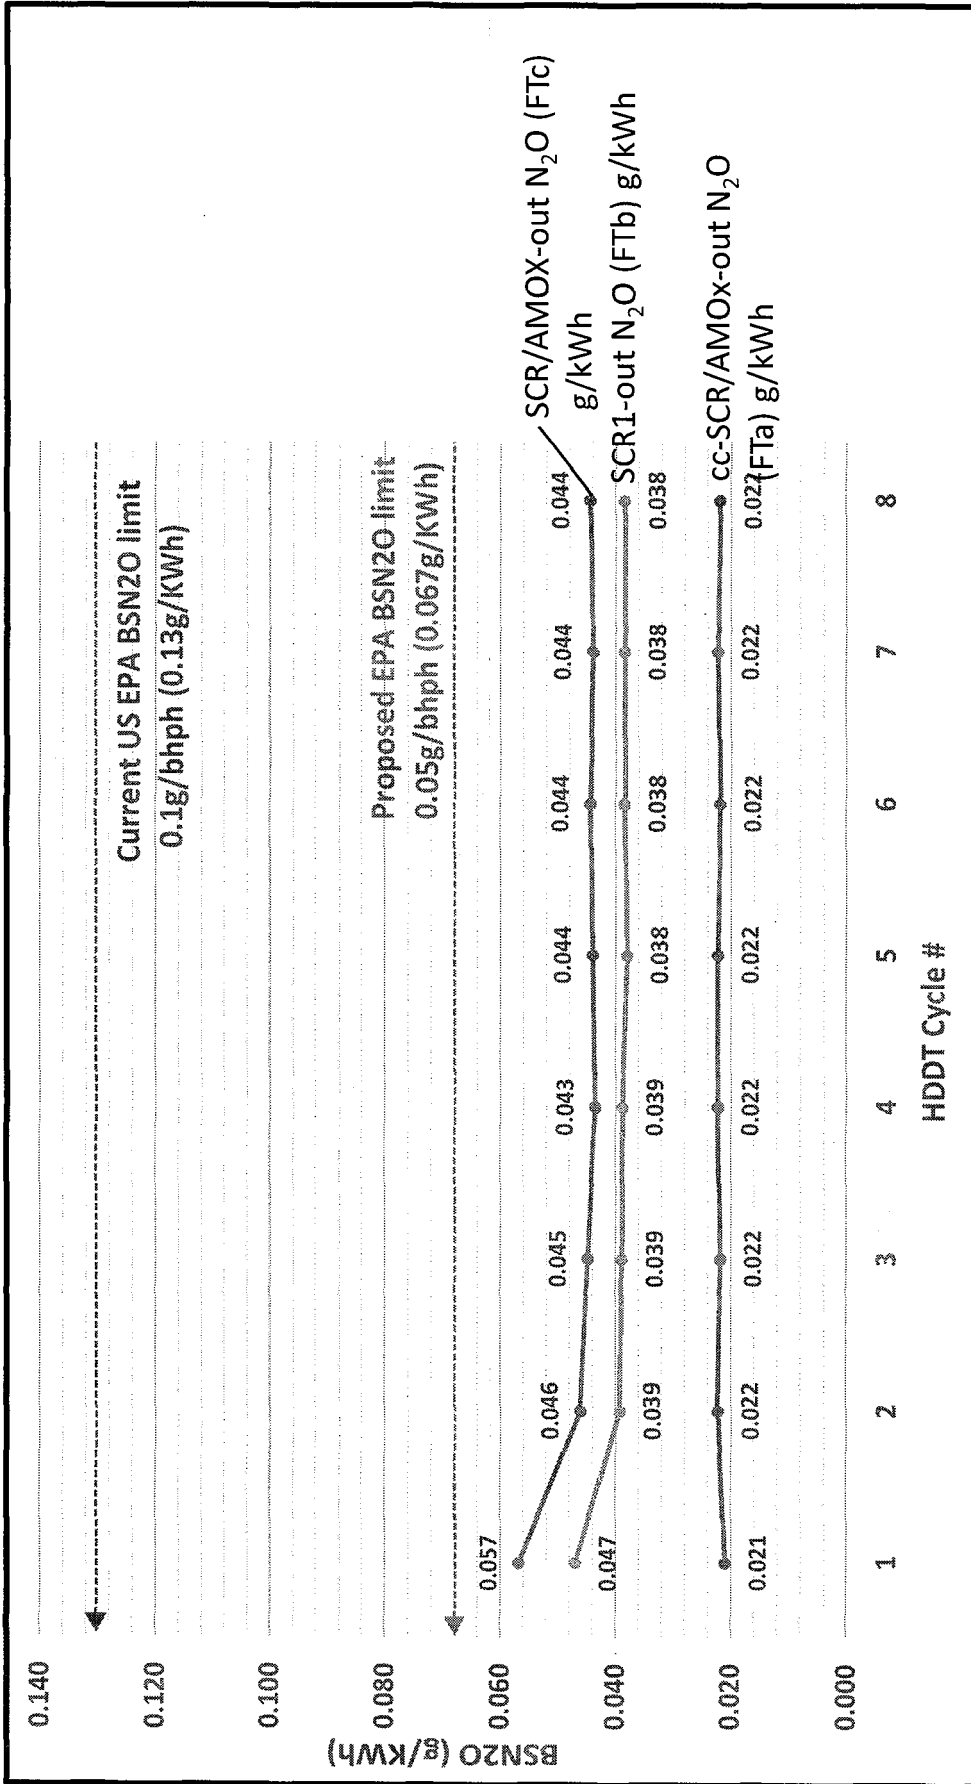 BSN2O (g/KWh)
0.140
0.120
0.100
0.080
0.060
0.040
0.020
0.000
Current US EPA BSN2O limit
0.1g/bhph (0.13g/KWh)
Proposed EPA BSN2O limit
0.05g/bhph (0.067g/KWh)
SCR/AMOX-out N₂O (FTc)
g/kWh
SCR1-out N₂O (FTb) g/kWh
cc-SCR/AMOx-out N₂O
(FTa) g/kWh
0.057 0.046 0.045 0.043 0.044 0.044 0.044 0.044
0.047 0.039 0.039 0.039 0.038 0.038 0.038 0.038
0.021 0.022 0.022 0.022 0.022 0.022 0.022 0.022
1 2 3 4 5 6 7 8
HDDT Cycle #